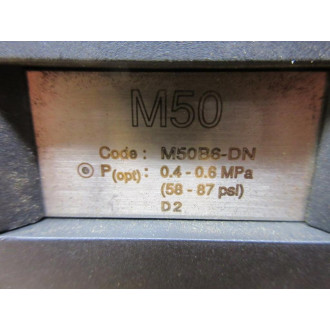 M50
Code : M50B6-DN
P(opt) : 0.4 - 0.6 MPa
(58 - 87 psi)
D2